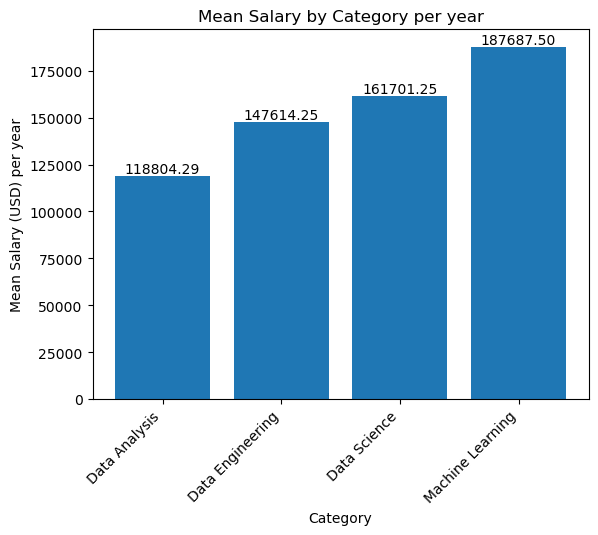 Mean Salary by Category per year
Mean Salary (USD) per year
175000
150000
125000
100000
75000
50000
25000
0
118804.29
147614.25
161701.25
187687.50
Data Analysis
Data Engineering
Data Science
Machine Learning
Category